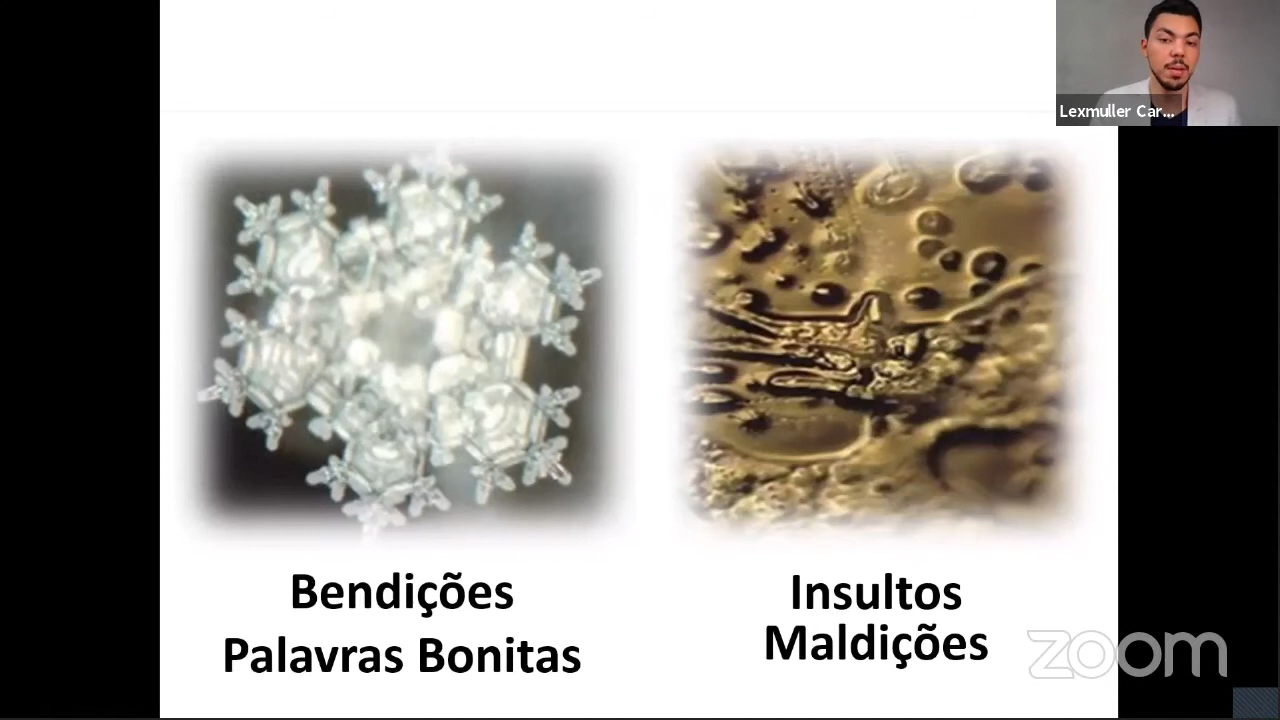 Lexmuller Car...
Bendições
Palavras Bonitas
Insultos
Maldições
zoom